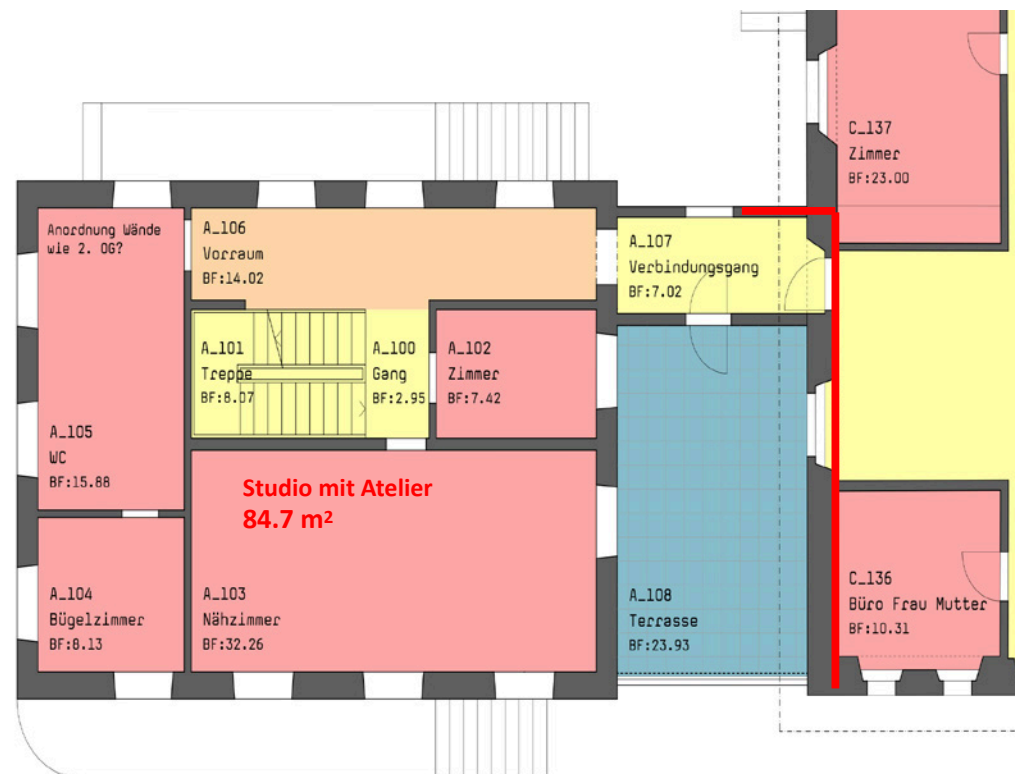 C_137
Zimmer
BF:23.00
Anordnung Wände
wie 2. OG?
A_106
Vorraum
BF:14.02
A_107
Verbindungsgang
BF:7.02
A_101
Treppe
BF:8.07
A_100
Gang
BF:2.95
A_102
Zimmer
BF:7.42
A_105
WC
BF:15.88
Studio mit Atelier
84.7 m²
A_104
Bügelzimmer
BF:8.13
A_103
Nähzimmer
BF:32.26
A_108
Terrasse
BF:23.93
C_136
Büro Frau Mutter
BF:10.31